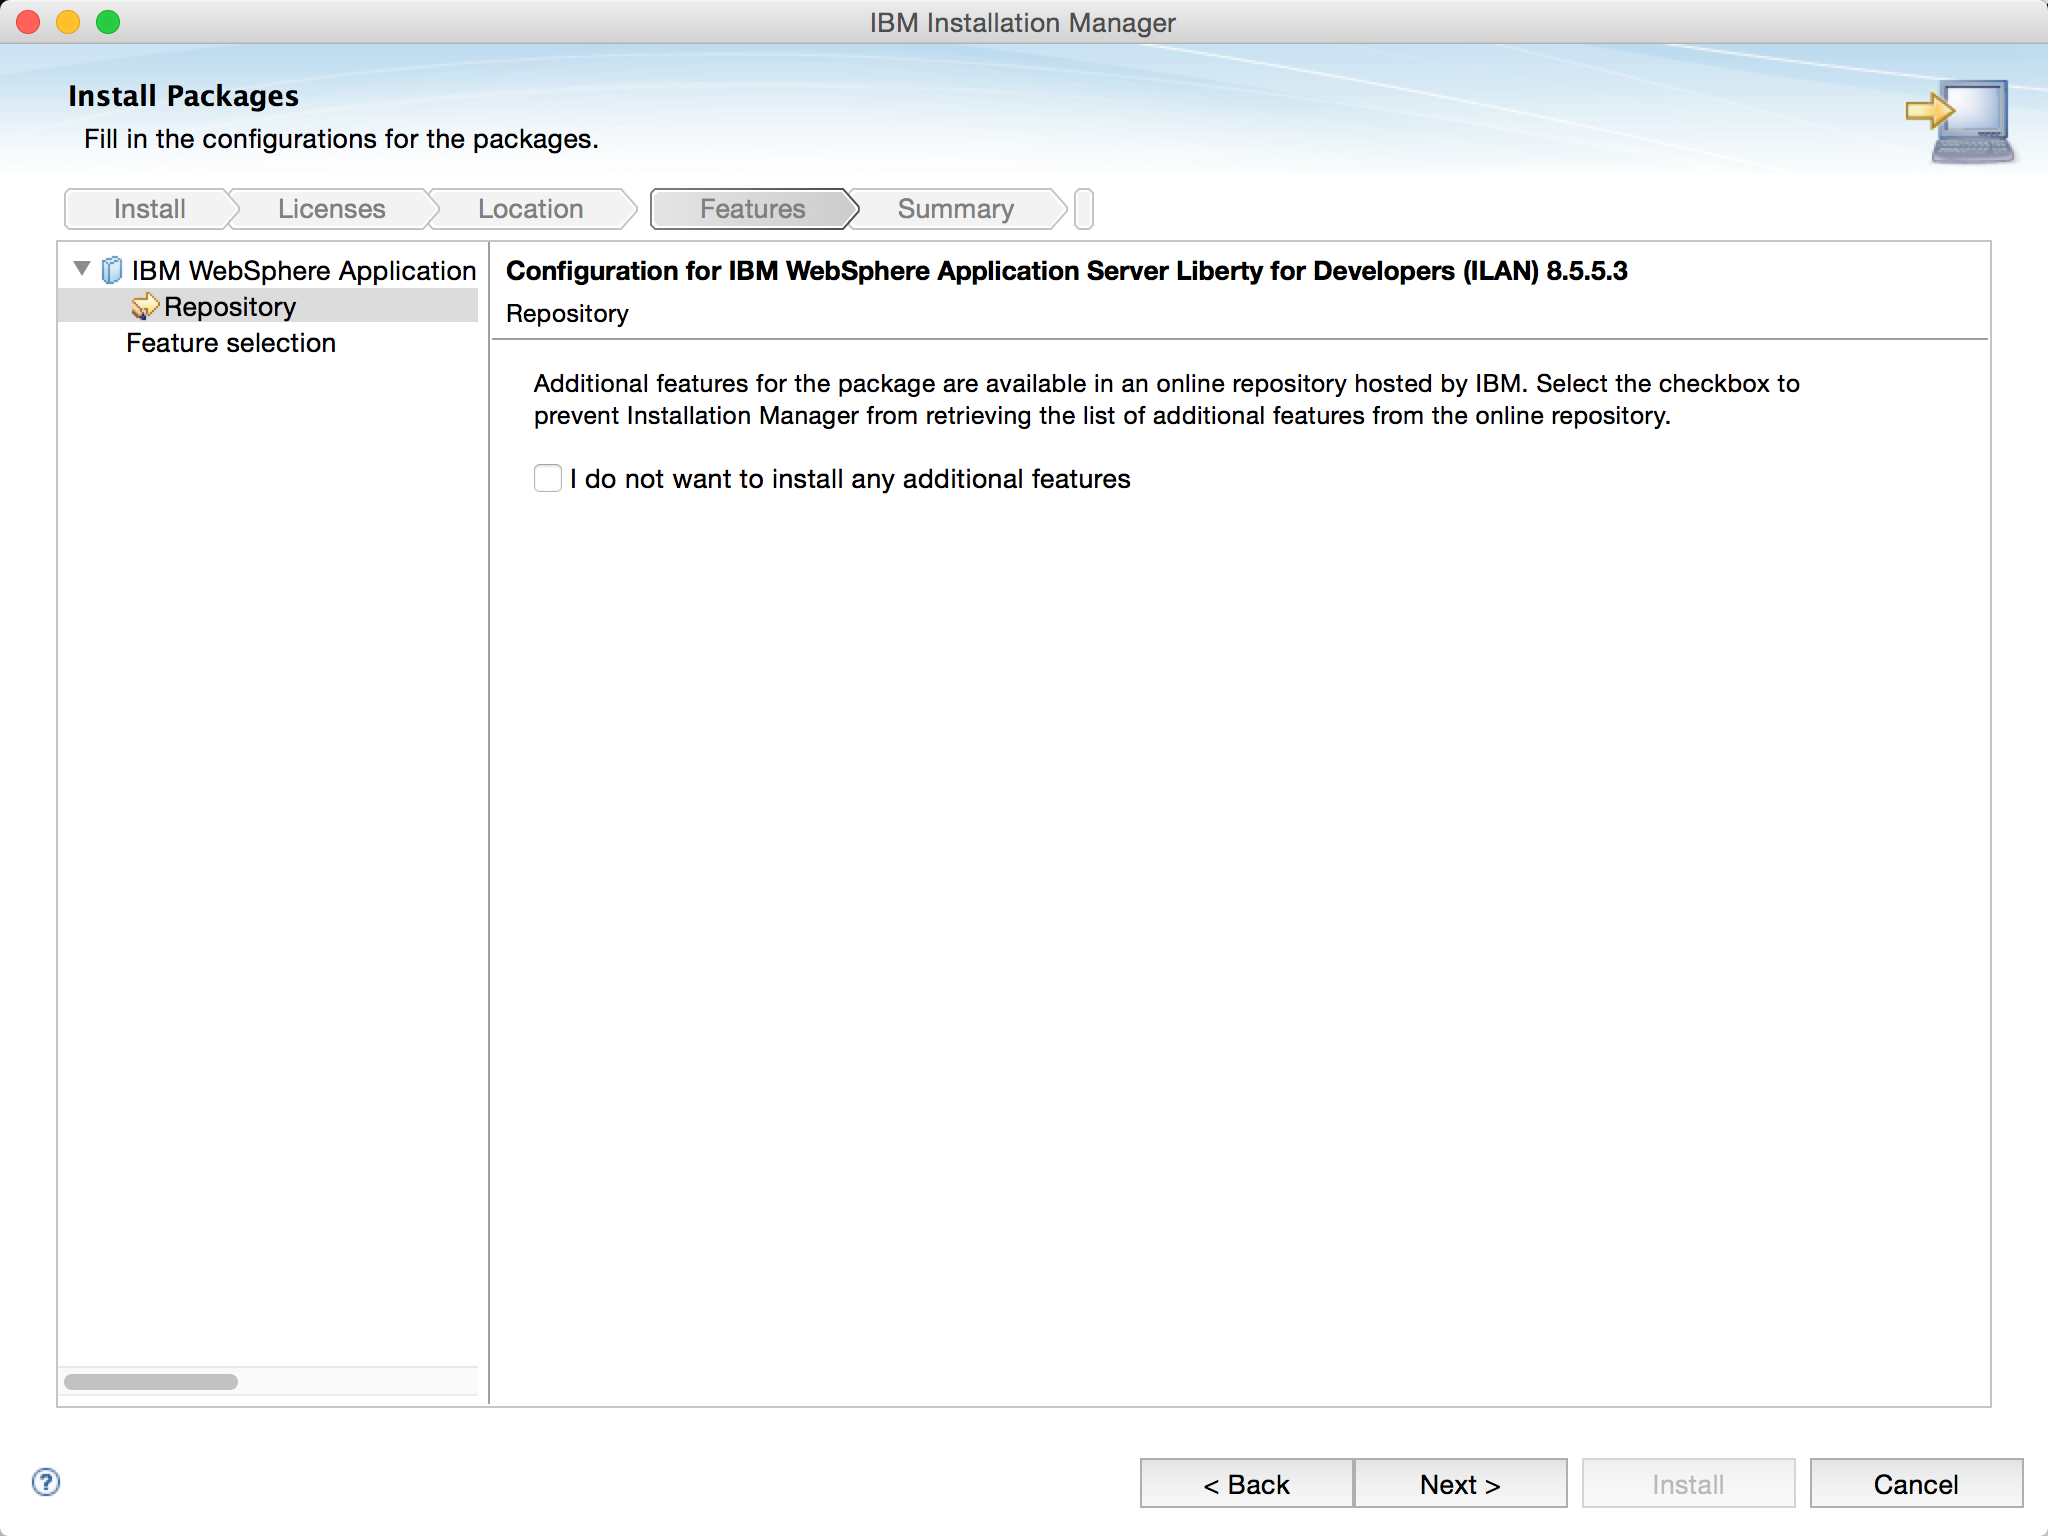 IBM Installation Manager
Install Packages
Fill in the configurations for the packages.
Install
Licenses
Location
Features
Summary
IBM WebSphere Application
Repository
Feature selection
Configuration for IBM WebSphere Application Server Liberty for Developers (ILAN) 8.5.5.3
Repository
Additional features for the package are available in an online repository hosted by IBM. Select the checkbox to
prevent Installation Manager from retrieving the list of additional features from the online repository.
I do not want to install any additional features
?
< Back
Next >
Install
Cancel